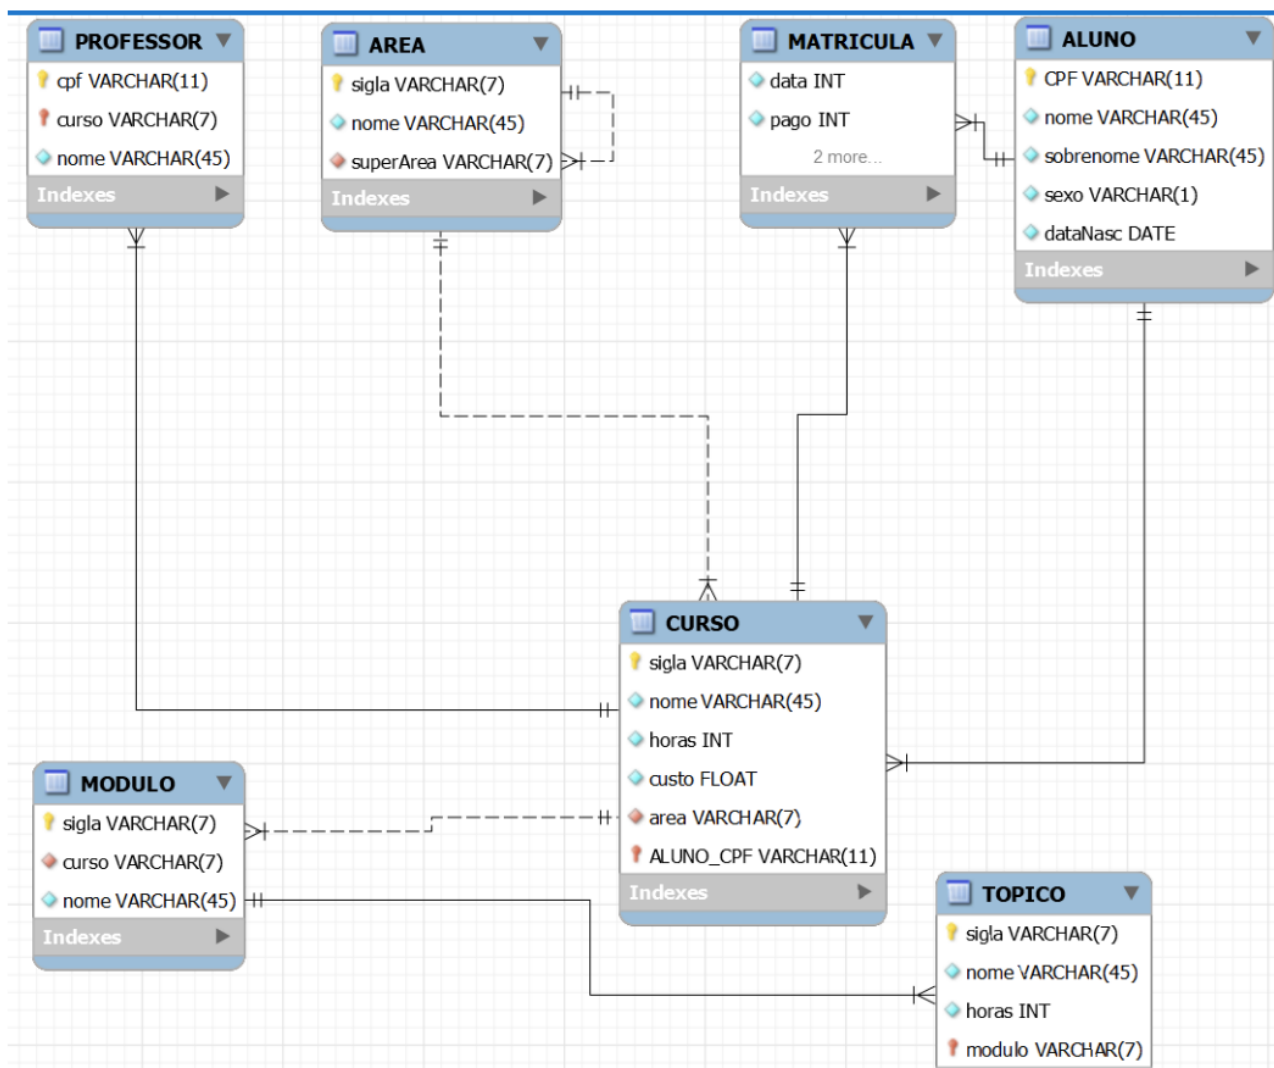 PROFESSOR
cpf VARCHAR(11)
curso VARCHAR(7)
nome VARCHAR(45)
Indexes
AREA
sigla VARCHAR(7)
nome VARCHAR(45)
superArea VARCHAR(7)
Indexes
MATRICULA
data INT
pago INT
2 more...
Indexes
ALUNO
CPF VARCHAR(11)
nome VARCHAR(45)
sobrenome VARCHAR(45)
sexo VARCHAR(1)
dataNasc DATE
Indexes
CURSO
sigla VARCHAR(7)
nome VARCHAR(45)
horas INT
custo FLOAT
area VARCHAR(7)
ALUNO_CPF VARCHAR(11)
Indexes
MODULO
sigla VARCHAR(7)
curso VARCHAR(7)
nome VARCHAR(45)
Indexes
TOPICO
sigla VARCHAR(7)
nome VARCHAR(45)
horas INT
modulo VARCHAR(7)